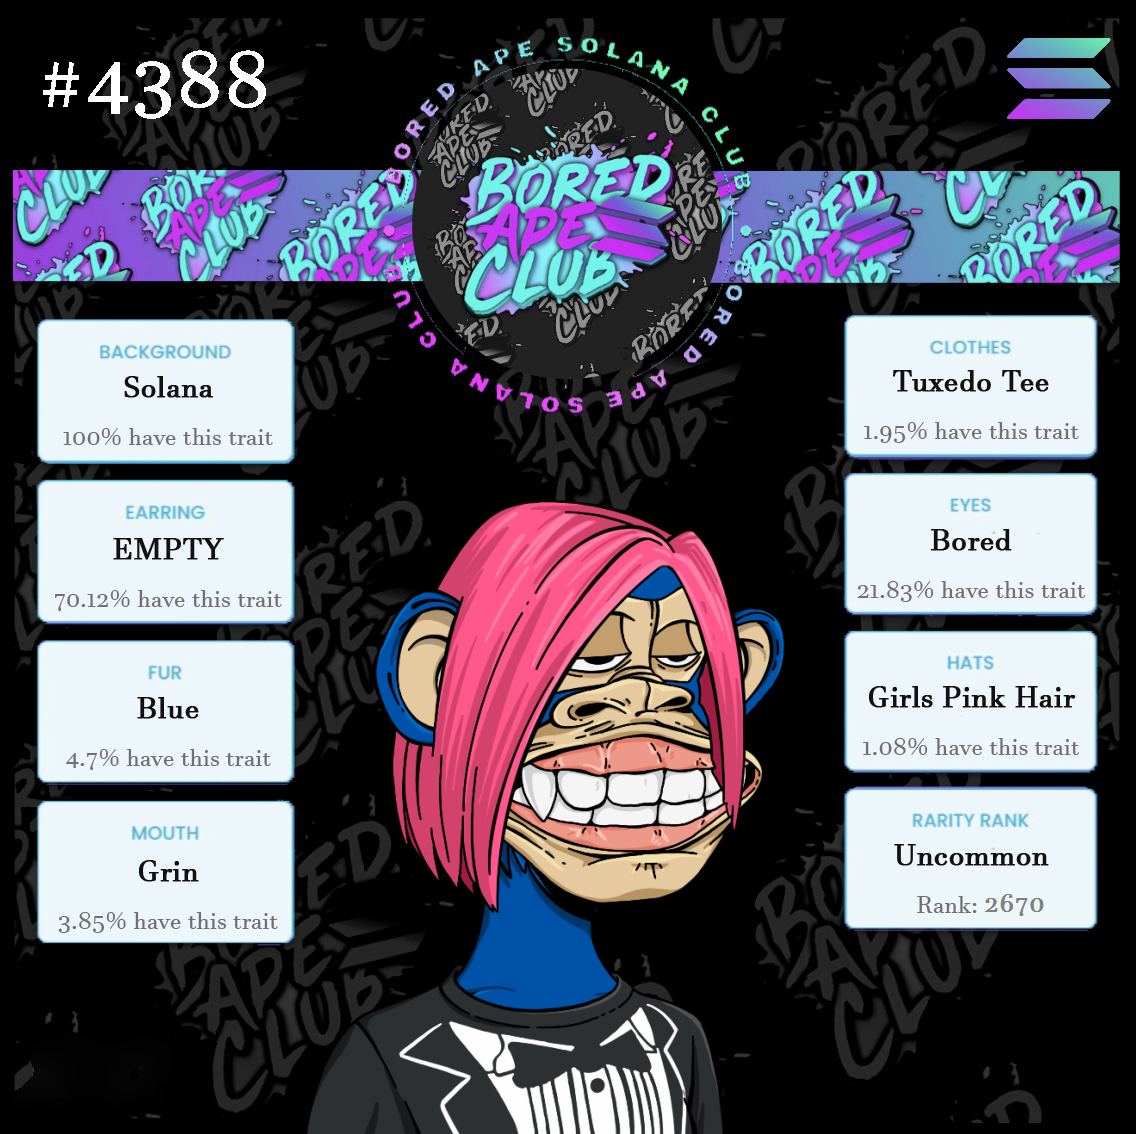 #4388
BORED APE SOLANA CLUB
BORED APE SOLANA CLUB
BORED
APE
CLUB
BACKGROUND
Solana
100% have this trait
EARRING
EMPTY
70.12% have this trait
FUR
Blue
4.7% have this trait
MOUTH
Grin
3.85% have this trait
CLOTHES
Tuxedo Tee
1.95% have this trait
EYES
Bored
21.83% have this trait
HATS
Girls Pink Hair
1.08% have this trait
RARITY RANK
Uncommon
Rank: 2670